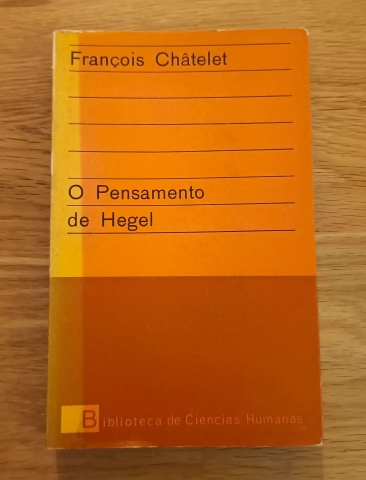 François Châtelet
O Pensamento
de Hegel
Biblioteca de Ciencias Humanas